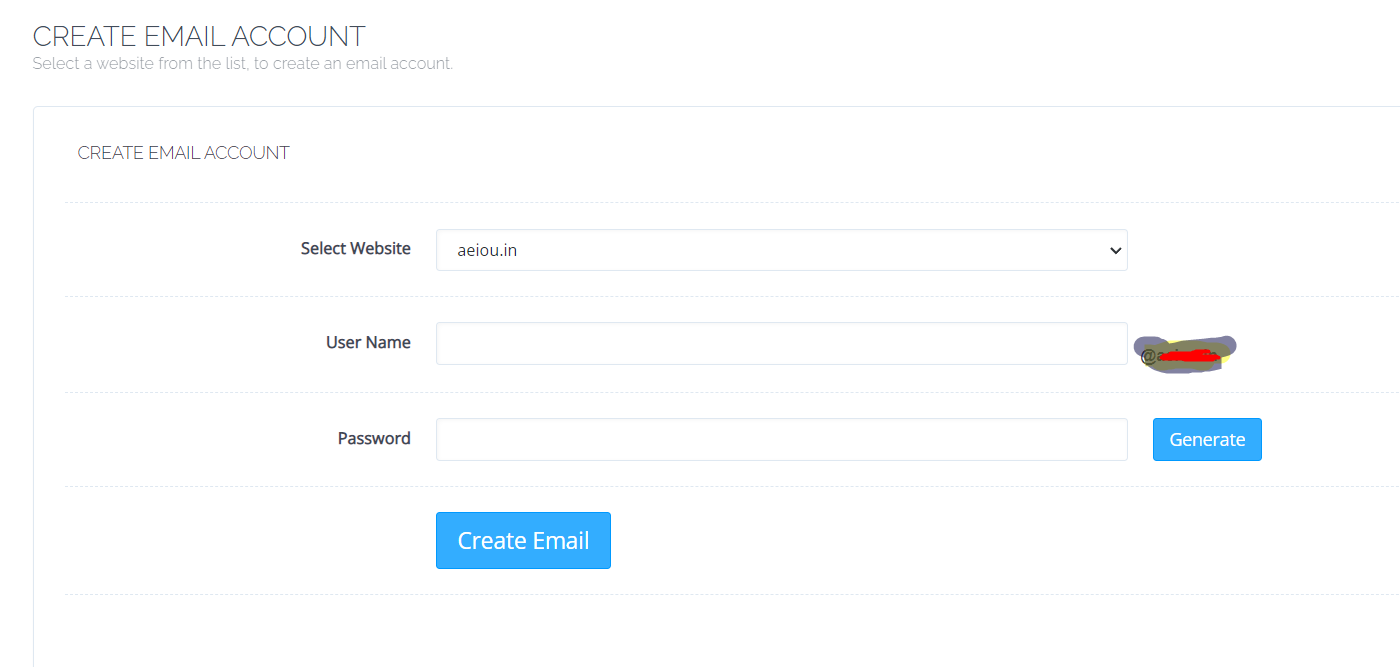 CREATE EMAIL ACCOUNT
Select a website from the list, to create an email account.
CREATE EMAIL ACCOUNT
Select Website
aeiou.in
User Name
@
Password
Generate
Create Email